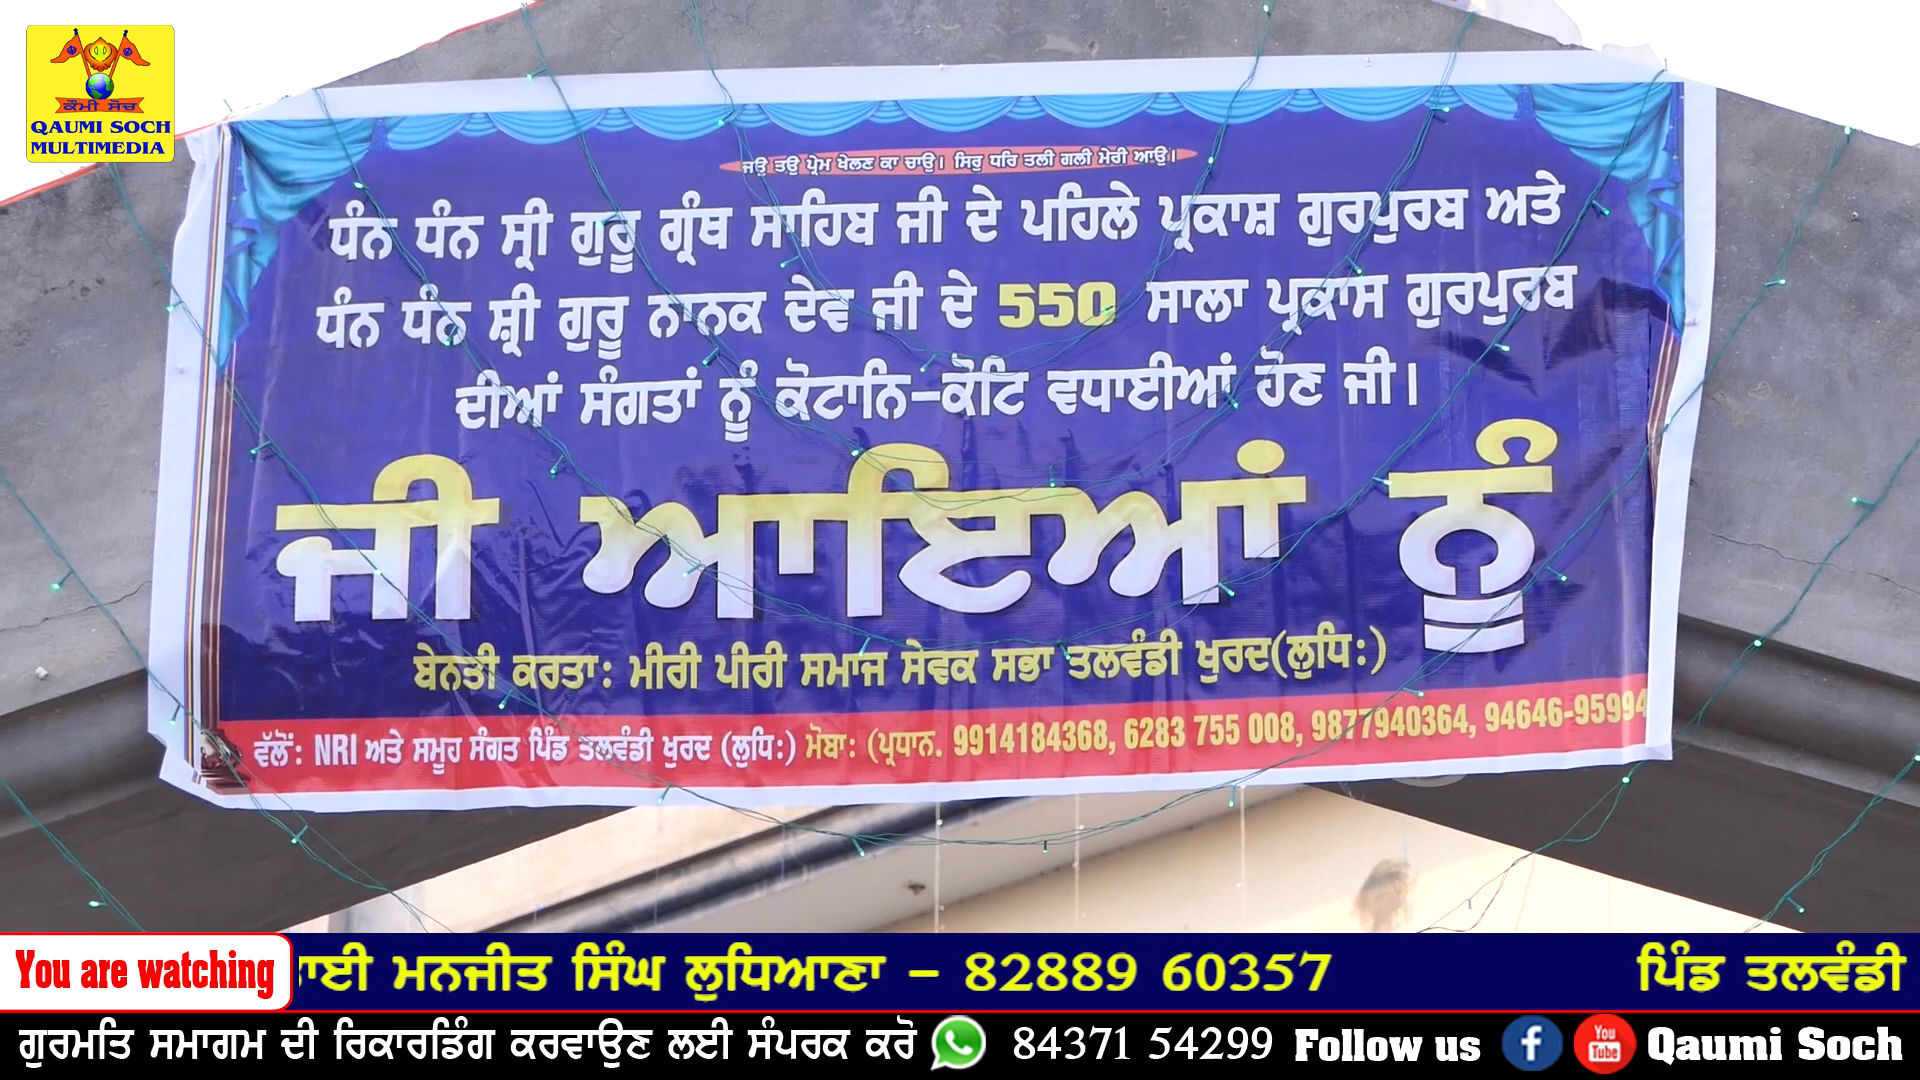 ਕੌਮੀ ਸੋਚ
QAUMI SOCH
MULTIMEDIA
ਜਉ ਤਉ ਪ੍ਰੇਮ ਖੇਲਣ ਕਾ ਚਾਉ। ਸਿਰੁ ਧਰਿ ਤਲੀ ਗਲੀ ਮੇਰੀ ਆਉ।
ਧੰਨ ਧੰਨ ਸ੍ਰੀ ਗੁਰੂ ਗ੍ਰੰਥ ਸਾਹਿਬ ਜੀ ਦੇ ਪਹਿਲੇ ਪ੍ਰਕਾਸ਼ ਗੁਰਪੁਰਬ ਅਤੇ
ਧੰਨ ਧੰਨ ਸ਼੍ਰੀ ਗੁਰੂ ਨਾਨਕ ਦੇਵ ਜੀ ਦੇ 550 ਸਾਲਾ ਪ੍ਰਕਾਸ ਗੁਰਪੁਰਬ
ਦੀਆਂ ਸੰਗਤਾਂ ਨੂੰ ਕੋਟਾਨਿ-ਕੋਟਿ ਵਧਾਈਆਂ ਹੋਣ ਜੀ।
ਜੀ ਆਇਆਂ ਨੂੰ
ਬੇਨਤੀ ਕਰਤਾ: ਮੀਰੀ ਪੀਰੀ ਸਮਾਜ ਸੇਵਕ ਸਭਾ ਤਲਵੰਡੀ ਖੁਰਦ(ਲੁਧਿ:)
ਵੱਲੋਂ: NRI ਅਤੇ ਸਮੂਹ ਸੰਗਤ ਪਿੰਡ ਤਲਵੰਡੀ ਖੁਰਦ (ਲੁਧਿ:) ਮੋਬਾ: (ਪ੍ਰਧਾਨ. 9914184368, 6283 755 008, 9877940364, 94646-95994
You are watching ਾਈ ਮਨਜੀਤ ਸਿੰਘ ਲੁਧਿਆਣਾ - 82889 60357 ਪਿੰਡ ਤਲਵੰਡੀ
ਗੁਰਮਤਿ ਸਮਾਗਮ ਦੀ ਰਿਕਾਰਡਿੰਗ ਕਰਵਾਉਣ ਲਈ ਸੰਪਰਕ ਕਰੋ 84371 54299 Follow us f You Tube Qaumi Soch